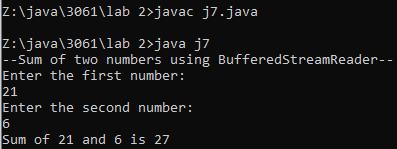 Z:\java\3061\lab 2>javac j7.java
Z:\java\3061\lab 2>java j7
--Sum of two numbers using BufferedStreamReader--
Enter the first number:
21
Enter the second number:
6
Sum of 21 and 6 is 27